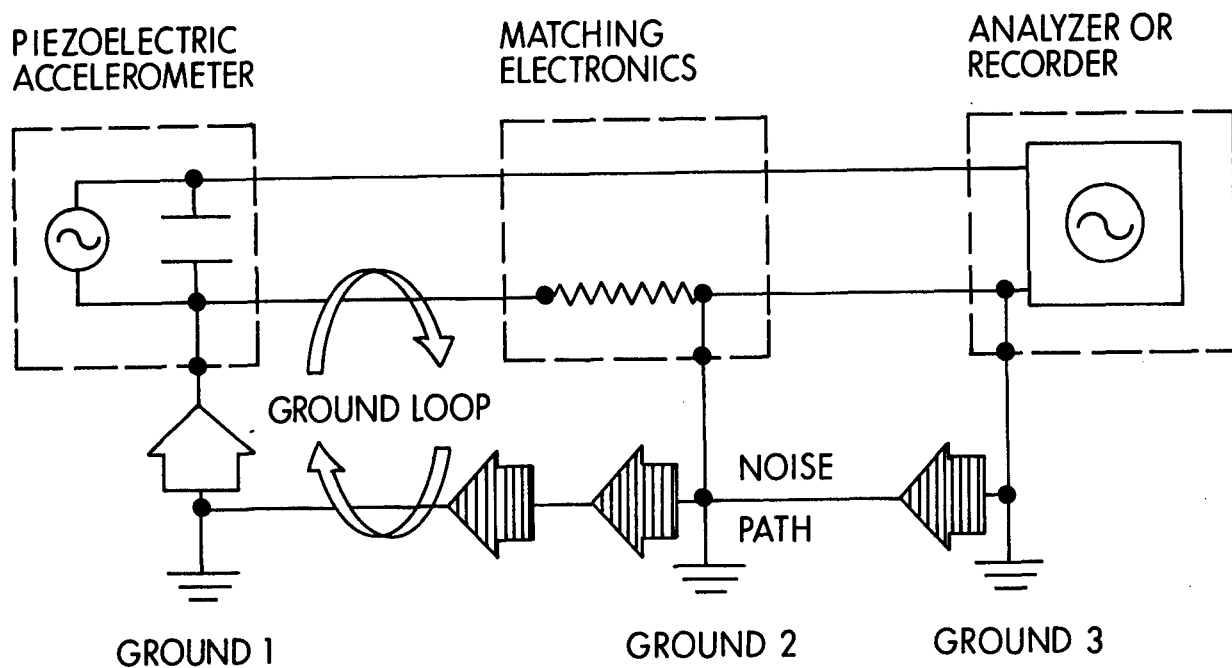 PIEZOELECTRIC
ACCELEROMETER
MATCHING
ELECTRONICS
ANALYZER OR
RECORDER
GROUND LOOP
NOISE
PATH
GROUND 1
GROUND 2
GROUND 3